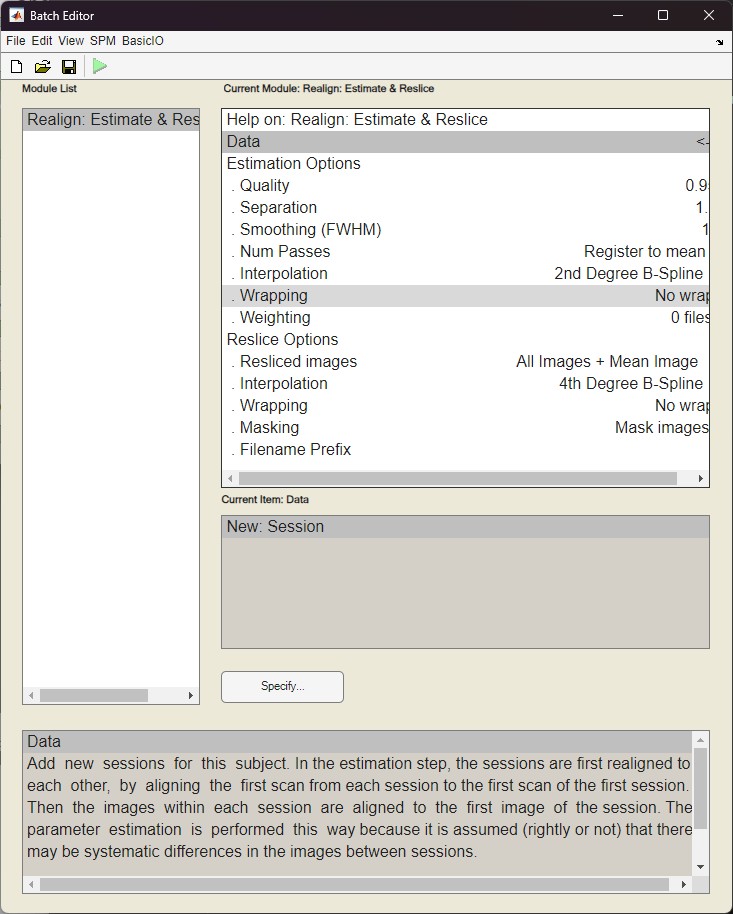 Batch Editor
File Edit View SPM BasicIO
Module List
Realign: Estimate & Res
Current Module: Realign: Estimate & Reslice
Help on: Realign: Estimate & Reslice
Data <-
Estimation Options
. Quality 0.9
. Separation 1.
. Smoothing (FWHM) 1
. Num Passes Register to mean
. Interpolation 2nd Degree B-Spline
. Wrapping No wrap
. Weighting 0 files
Reslice Options
. Resliced images All Images + Mean Image
. Interpolation 4th Degree B-Spline
. Wrapping No wrap
. Masking Mask images
. Filename Prefix
Current Item: Data
New: Session
Specify...
Data
Add new sessions for this subject. In the estimation step, the sessions are first realigned to
each other, by aligning the first scan from each session to the first scan of the first session.
Then the images within each session are aligned to the first image of the session. The
parameter estimation is performed this way because it is assumed (rightly or not) that there
may be systematic differences in the images between sessions.